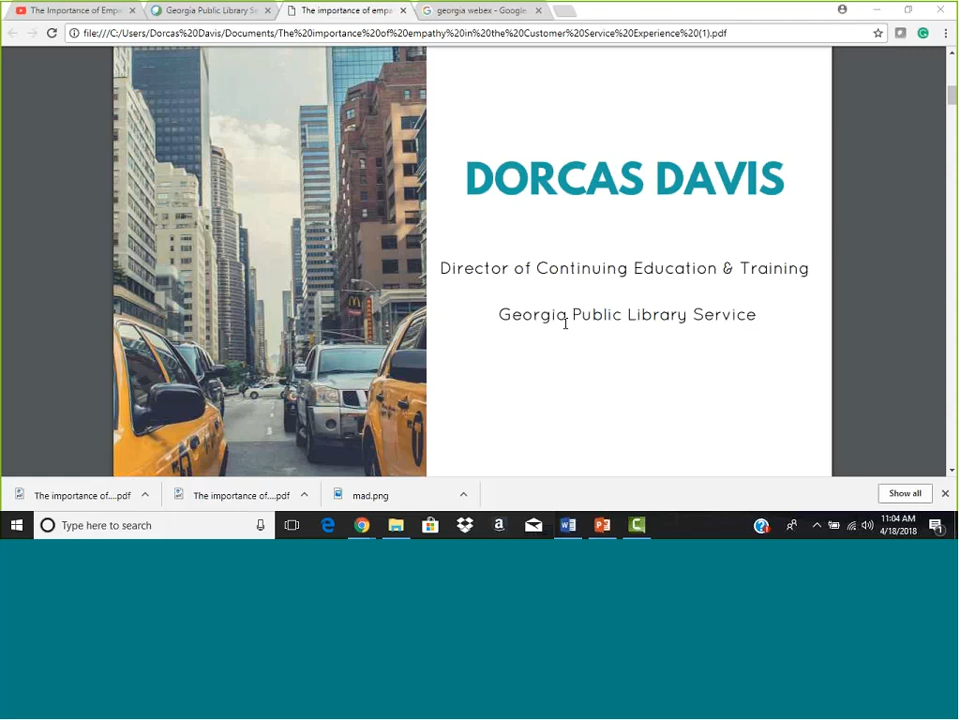 The Importance of Emp
Georgia Public Library Se
The importance of empa
georgia webex - Google
file:///C:/Users/Dorcas%20Davis/Documents/The%20importance%20of%20empathy%20in%20the%20Customer%20Service%20Experience%20(1).pdf
DORCAS DAVIS
Director of Continuing Education & Training
Georgia Public Library Service
The importance of....pdf
The importance of....pdf
mad.png
Show all
Type here to search
11:04 AM
4/18/2018